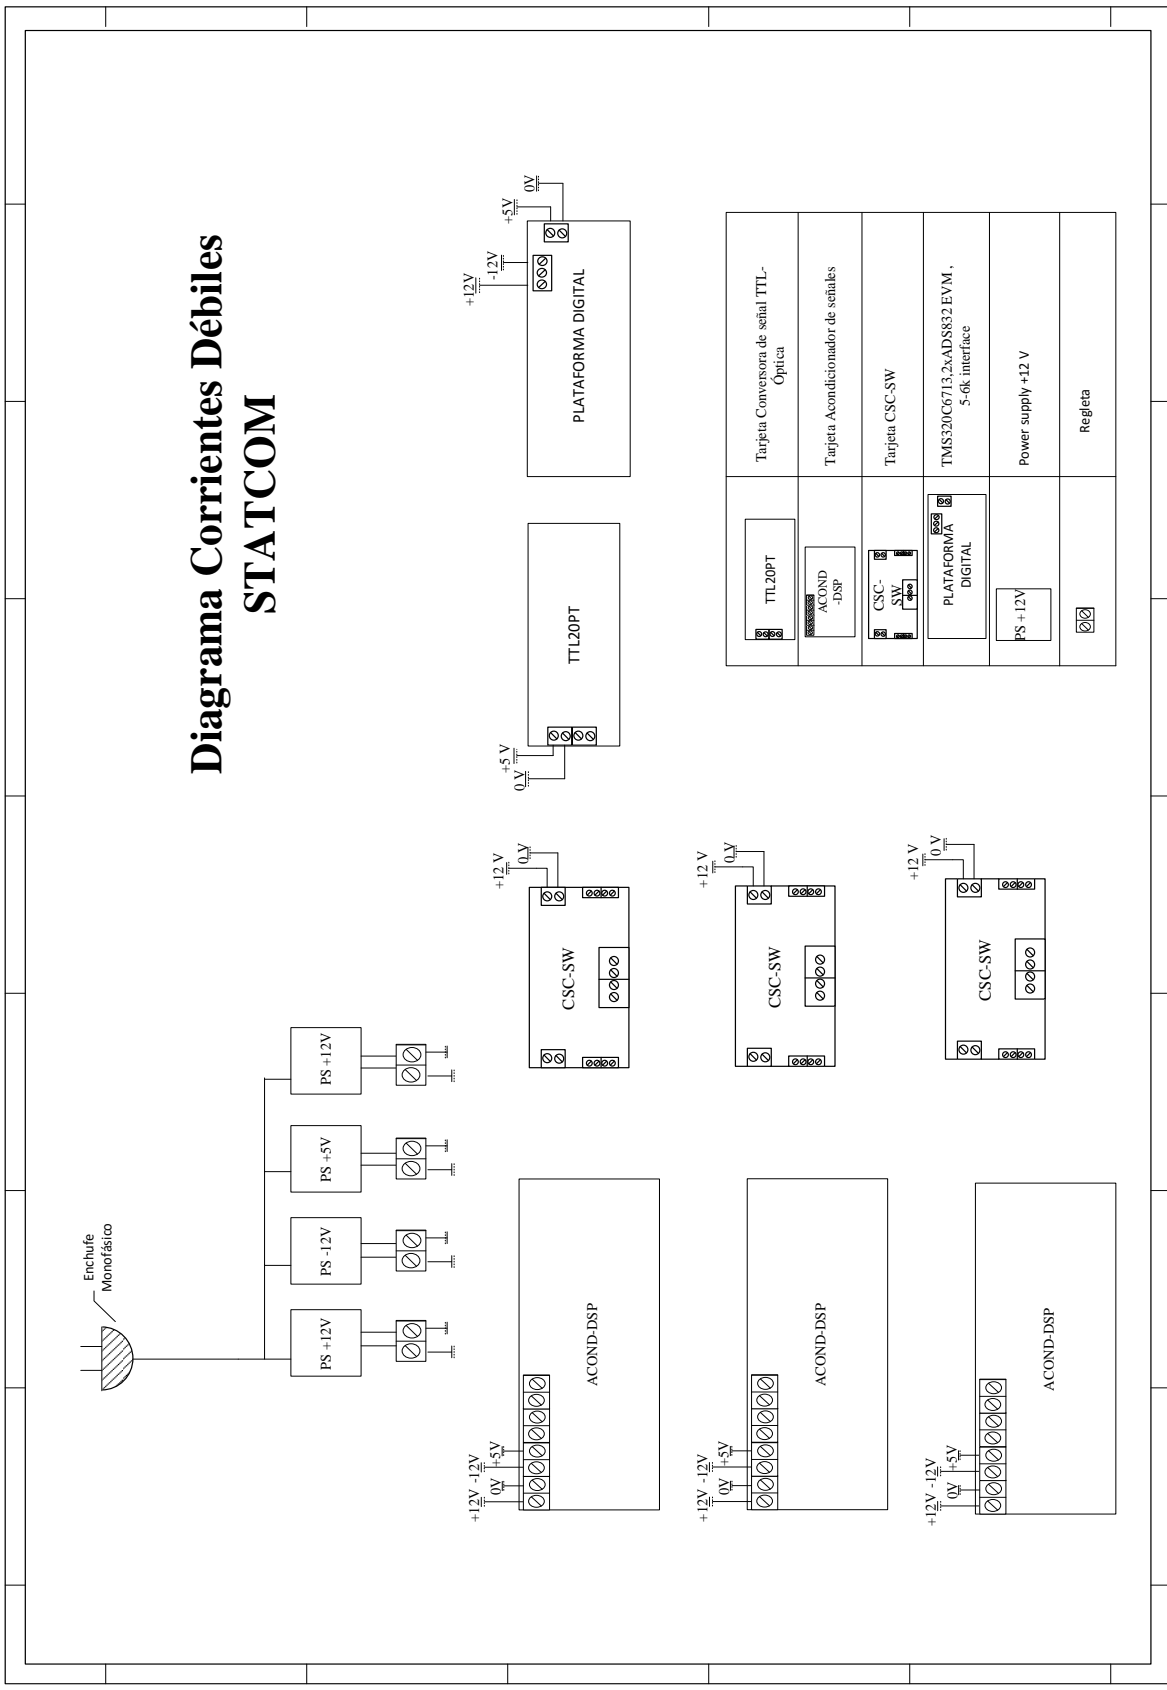 Diagrama Corrientes Débiles
STATCOM
Enchufe
Monofásico
PS +12V
PS -12V
PS +5V
PS +12V
+12V
0V
-12V
+5V
ACOND-DSP
+12V
0V
-12V
+5V
ACOND-DSP
+12V
0V
-12V
+5V
ACOND-DSP
+12 V
0 V
CSC-SW
+12 V
0 V
CSC-SW
+12 V
0 V
CSC-SW
+5 V
0 V
TTL20PT
+12V
-12V
+5V
0V
PLATAFORMA DIGITAL
TTL20PT
Tarjeta Conversora de señal TTL-
Óptica
ACOND
-DSP
Tarjeta Acondicionador de señales
CSC-
SW
Tarjeta CSC-SW
PLATAFORMA
DIGITAL
TMS320C6713,2xADS832 EVM ,
5-6k interface
PS +12V
Power supply +12 V
Regleta